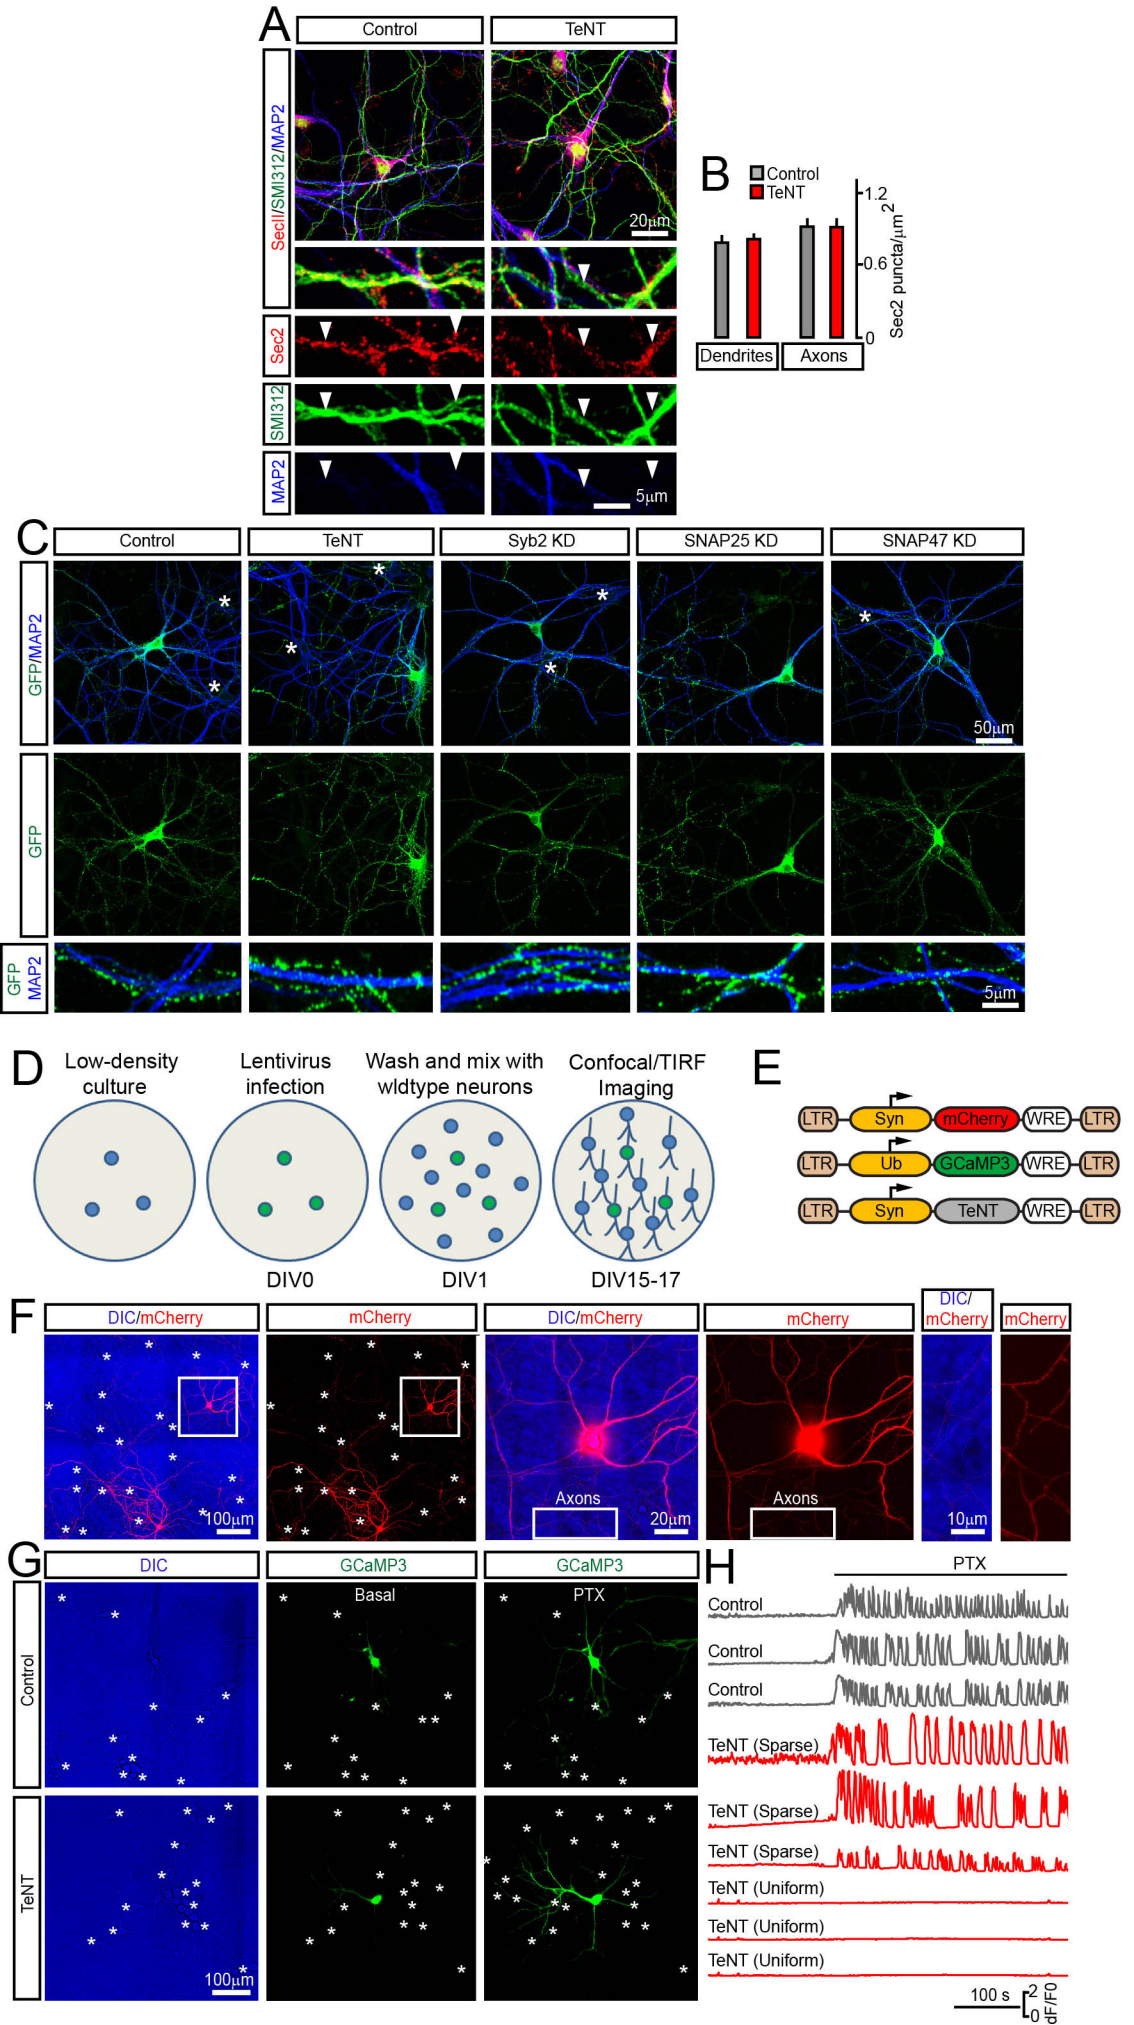 A
Control
TeNT
SecII/SMI312/MAP2
20μm
Sec2
SMI312
MAP2
5μm
B
Control
TeNT
1.2
0.6
0
Sec2 puncta/μm2
Dendrites
Axons
C
Control
TeNT
Syb2 KD
SNAP25 KD
SNAP47 KD
GFP/MAP2
50μm
GFP
GFP
MAP2
5μm
D
Low-density
culture
Lentivirus
infection
Wash and mix with
wldtype neurons
Confocal/TIRF
Imaging
DIV0
DIV1
DIV15-17
E
LTR
Syn
mCherry
WRE
LTR
LTR
Ub
GCaMP3
WRE
LTR
LTR
Syn
TeNT
WRE
LTR
F
DIC/mCherry
mCherry
DIC/mCherry
mCherry
DIC/
mCherry
mCherry
100μm
Axons
20μm
Axons
10μm
G
DIC
GCaMP3
GCaMP3
Basal
PTX
Control
TeNT
100μm
H
PTX
Control
Control
Control
TeNT (Sparse)
TeNT (Sparse)
TeNT (Sparse)
TeNT (Uniform)
TeNT (Uniform)
TeNT (Uniform)
100 s
2
0
dF/F0